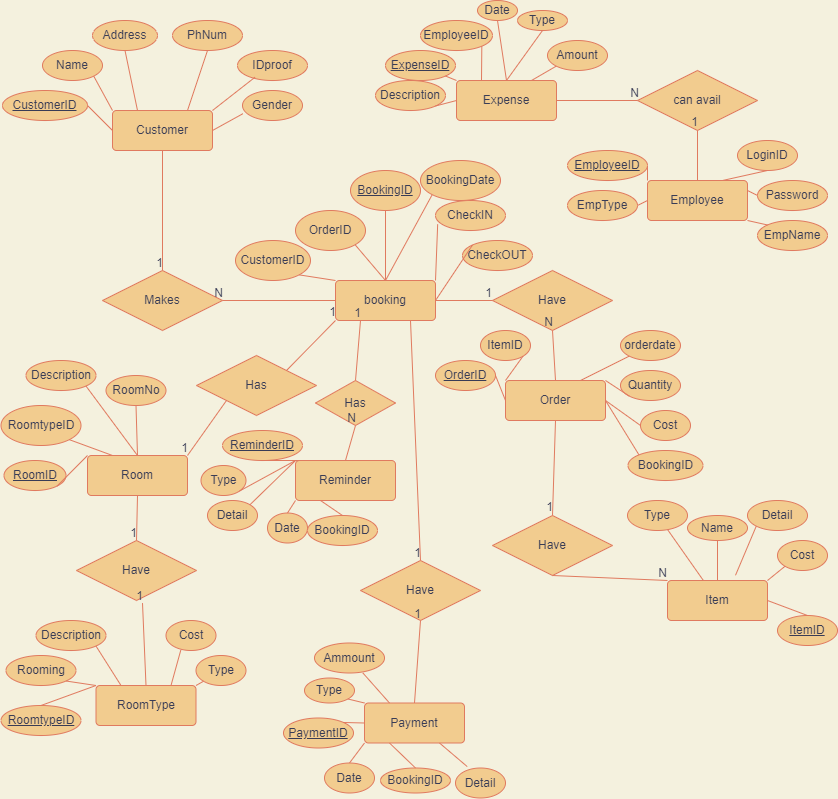 Date
Type
Address
PhNum
EmployeeID
Name
IDproof
ExpenseID
Amount
CustomerID
Gender
Description
Expense
N
can avail
Customer
1
LoginID
EmployeeID
BookingID
BookingDate
Password
EmpType
Employee
CheckIN
OrderID
EmpName
CustomerID
CheckOUT
1
N
1
Makes
booking
Have
1
1
N
ItemID
orderdate
Description
OrderID
RoomNo
Has
Quantity
Has
Order
N
RoomtypeID
Cost
ReminderID
1
BookingID
RoomID
Room
Type
Reminder
1
Detail
Type
Detail
Date
BookingID
Name
1
Have
1
Cost
Have
N
Have
1
Item
1
ItemID
Description
Cost
Ammount
Rooming
Type
Type
RoomType
RoomtypeID
PaymentID
Payment
Date
BookingID
Detail